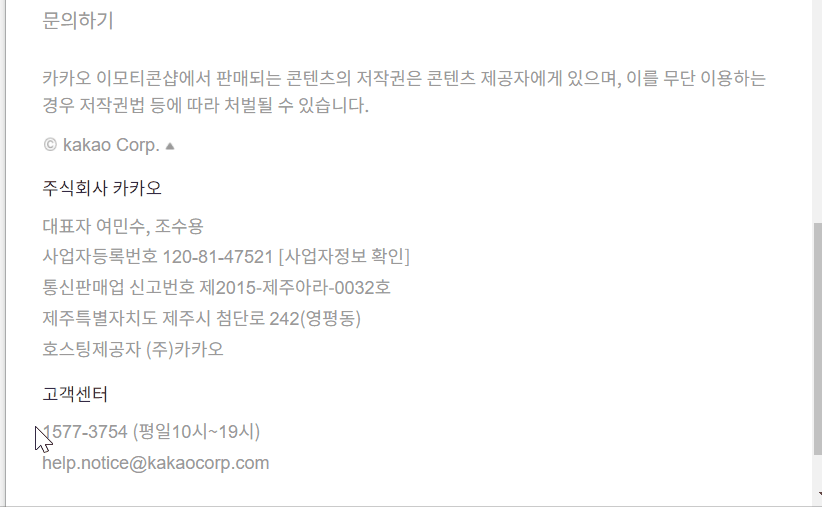 문의하기
카카오 이모티콘샵에서 판매되는 콘텐츠의 저작권은 콘텐츠 제공자에게 있으며, 이를 무단 이용하는
경우 저작권법 등에 따라 처벌될 수 있습니다.
© kakao Corp. ▲
주식회사 카카오
대표자 여민수, 조수용
사업자등록번호 120-81-47521 [사업자정보 확인]
통신판매업 신고번호 제2015-제주아라-0032호
제주특별자치도 제주시 첨단로 242(영평동)
호스팅제공자 (주)카카오
고객센터
1577-3754 (평일10시~19시)
help.notice@kakaocorp.com